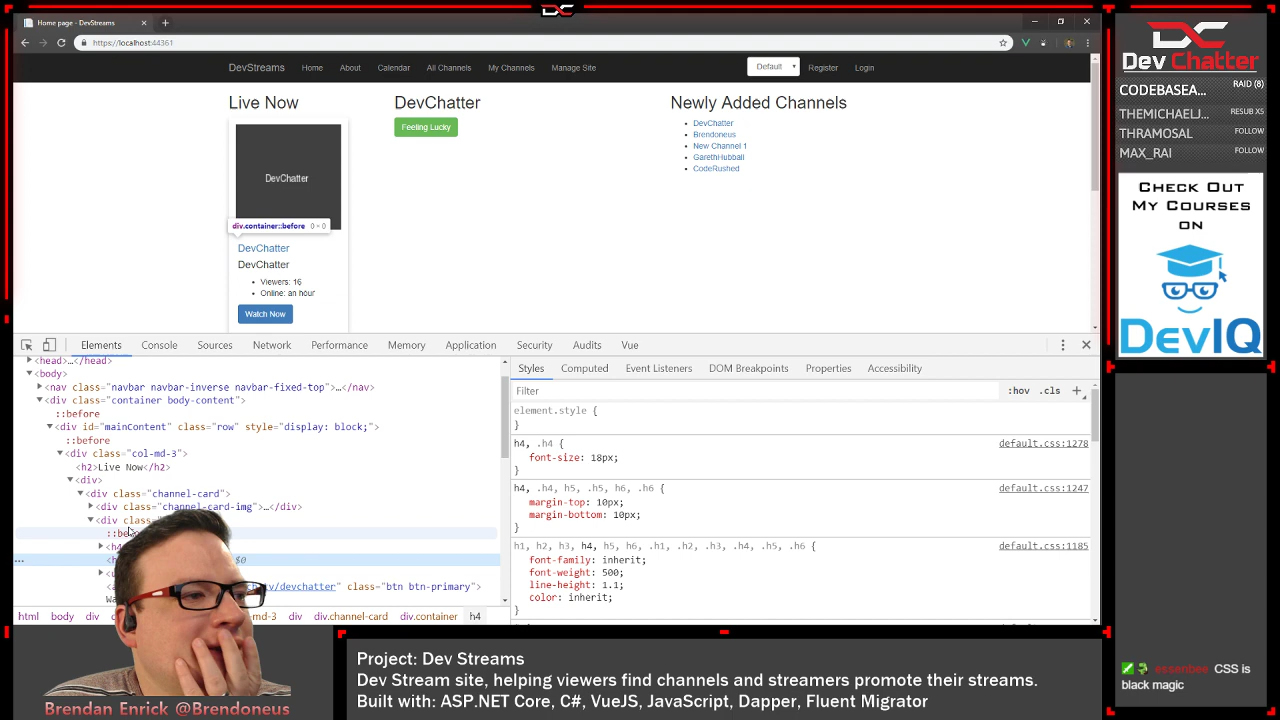 Home page - DevStreams
https://localhost:44361
DevStreams Home About Calendar All Channels My Channels Manage Site Default Register Login
Live Now
DevChatter
div.container::before 0 × 0
DevChatter
DevChatter
Viewers: 16
Online: an hour
Watch Now
DevChatter
Feeling Lucky
Newly Added Channels
DevChatter
Brendoneus
New Channel 1
GarethHubball
CodeRushed
Elements Console Sources Network Performance Memory Application Security Audits Vue
<head>…</head>
<body>
<nav class="navbar navbar-inverse navbar-fixed-top">…</nav>
<div class="container body-content">
::before
<div id="mainContent" class="row" style="display: block;">
::before
<div class="col-md-3">
<h2>Live Now</h2>
<div>
<div class="channel-card">
<div class="channel-card-img">…</div>
<div class=
$0
/devchatter" class="btn btn-primary">
html body div div.channel-card div.container h4
Styles Computed Event Listeners DOM Breakpoints Properties Accessibility
Filter :hov .cls +
element.style {
}
h4, .h4 { default.css:1278
font-size: 18px;
}
h4, .h4, h5, .h5, h6, .h6 { default.css:1247
margin-top: 10px;
margin-bottom: 10px;
}
h1, h2, h3, h4, h5, h6, .h1, .h2, .h3, .h4, .h5, .h6 { default.css:1185
font-family: inherit;
font-weight: 500;
line-height: 1.1;
color: inherit;
}
Brendan Enrick @Brendoneus
Project: Dev Streams
Dev Stream site, helping viewers find channels and streamers promote their streams.
Built with: ASP.NET Core, C#, VueJS, JavaScript, Dapper, Fluent Migrator
DC
Dev Chatter
CODEBASEA... RAID (8)
THEMICHAELJ... RESUB X5
THRAMOSAL FOLLOW
MAX_RAI FOLLOW
CHECK OUT
MY COURSES
ON
DevIQ
essenbee CSS is
black magic